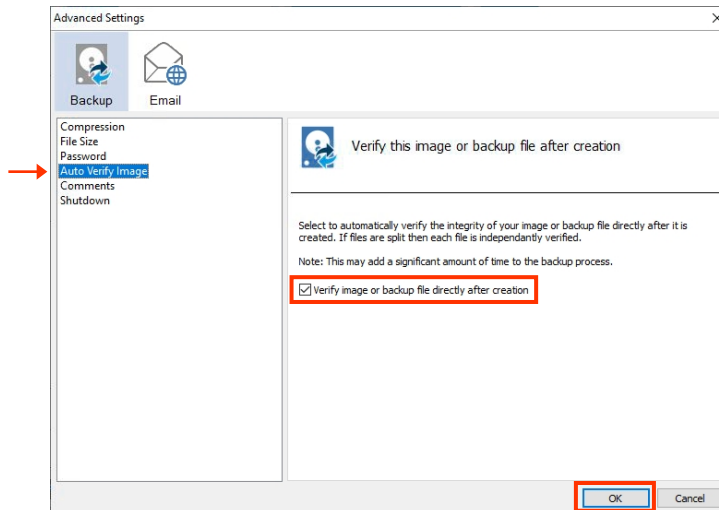 Advanced Settings
Backup
Email
Compression
File Size
Password
Auto Verify Image
Comments
Shutdown
Verify this image or backup file after creation
Select to automatically verify the integrity of your image or backup file directly after it is
created. If files are split then each file is independantly verified.
Note: This may add a significant amount of time to the backup process.
Verify image or backup file directly after creation
OK
Cancel